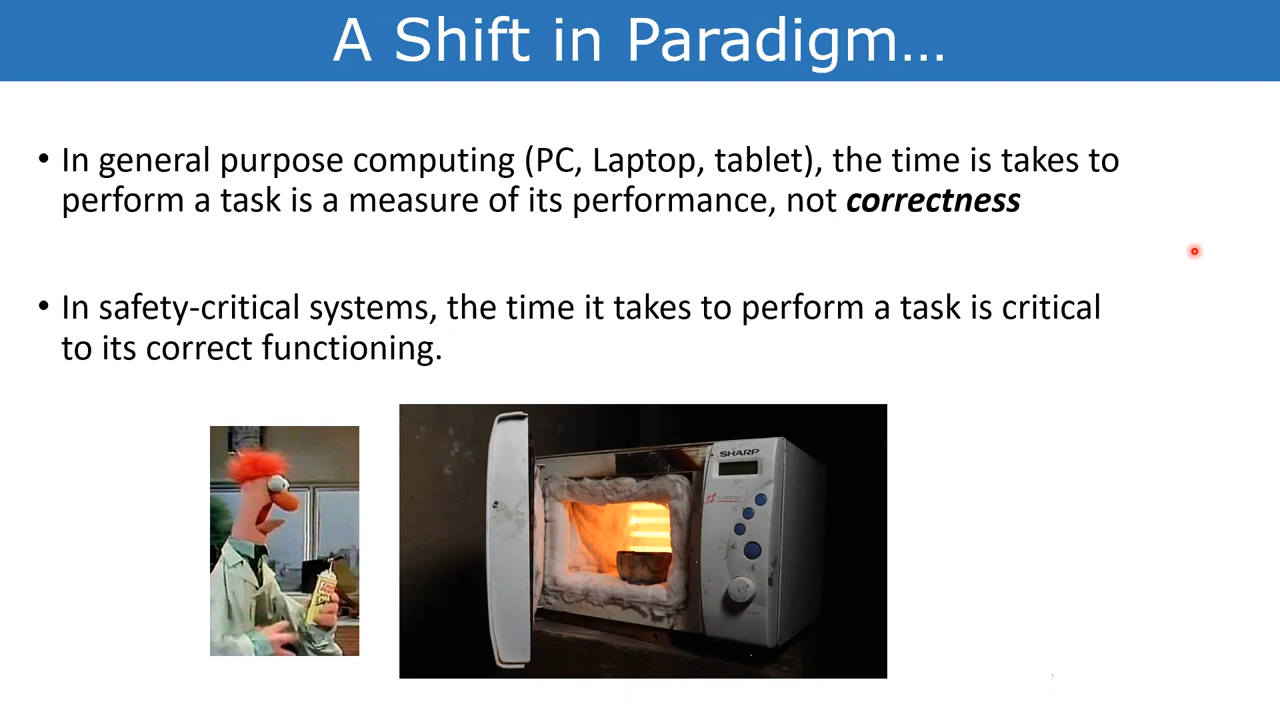 A Shift in Paradigm…
• In general purpose computing (PC, Laptop, tablet), the time is takes to
perform a task is a measure of its performance, not correctness
• In safety-critical systems, the time it takes to perform a task is critical
to its correct functioning.
SHARP